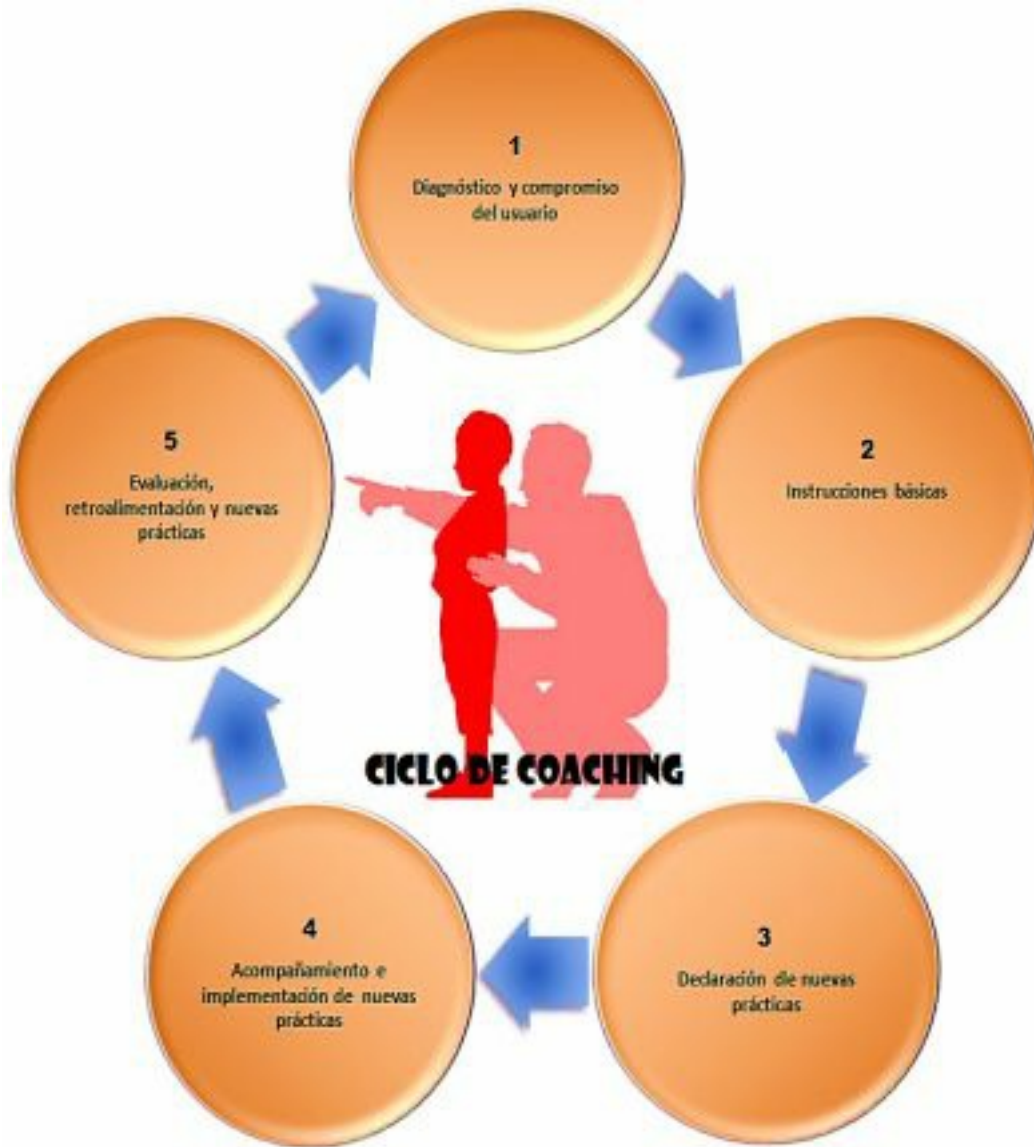 1
Diagnóstico y compromiso
del usuario
2
Instrucciones básicas
3
Declaración de nuevas
prácticas
4
Acompañamiento e
implementación de nuevas
prácticas
5
Evaluación,
retroalimentación y nuevas
prácticas
CICLO DE COACHING